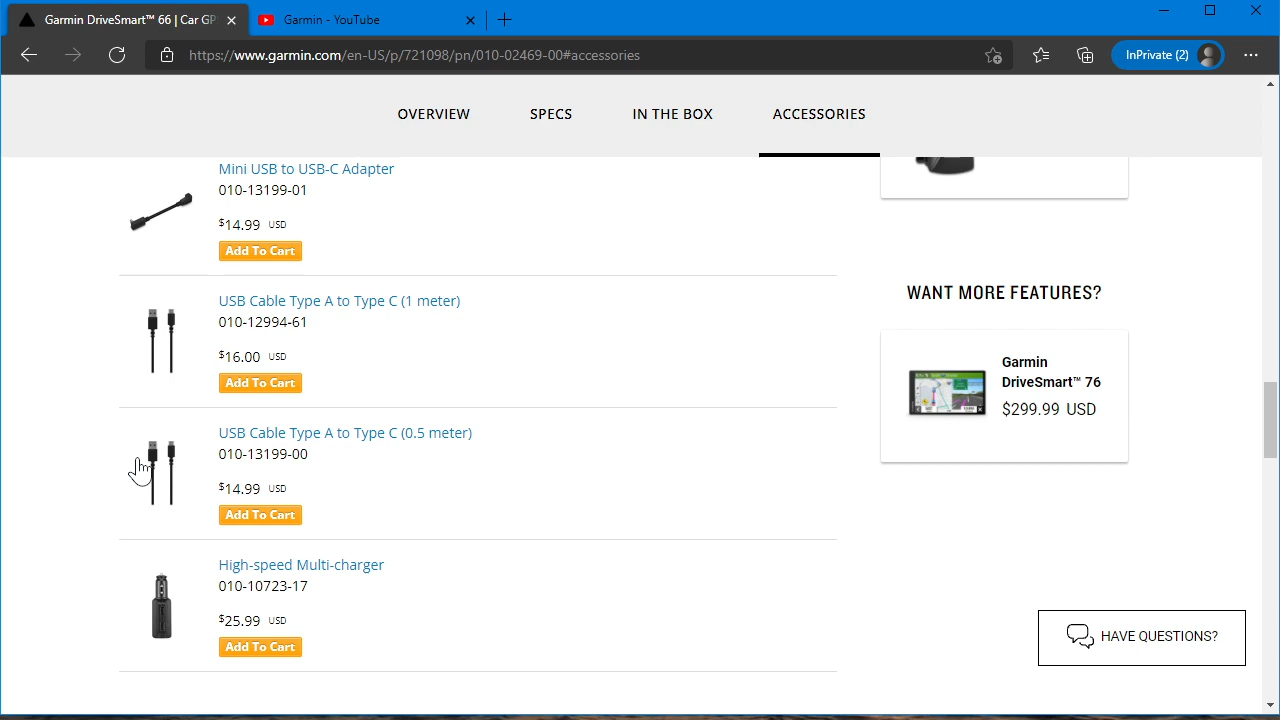 Garmin DriveSmart™ 66 | Car GP
Garmin - YouTube
https://www.garmin.com/en-US/p/721098/pn/010-02469-00#accessories
InPrivate (2)
OVERVIEW
SPECS
IN THE BOX
ACCESSORIES
Mini USB to USB-C Adapter
010-13199-01
$14.99 USD
Add To Cart
USB Cable Type A to Type C (1 meter)
010-12994-61
$16.00 USD
Add To Cart
USB Cable Type A to Type C (0.5 meter)
010-13199-00
$14.99 USD
Add To Cart
High-speed Multi-charger
010-10723-17
$25.99 USD
Add To Cart
WANT MORE FEATURES?
Garmin
DriveSmart™ 76
$299.99 USD
HAVE QUESTIONS?